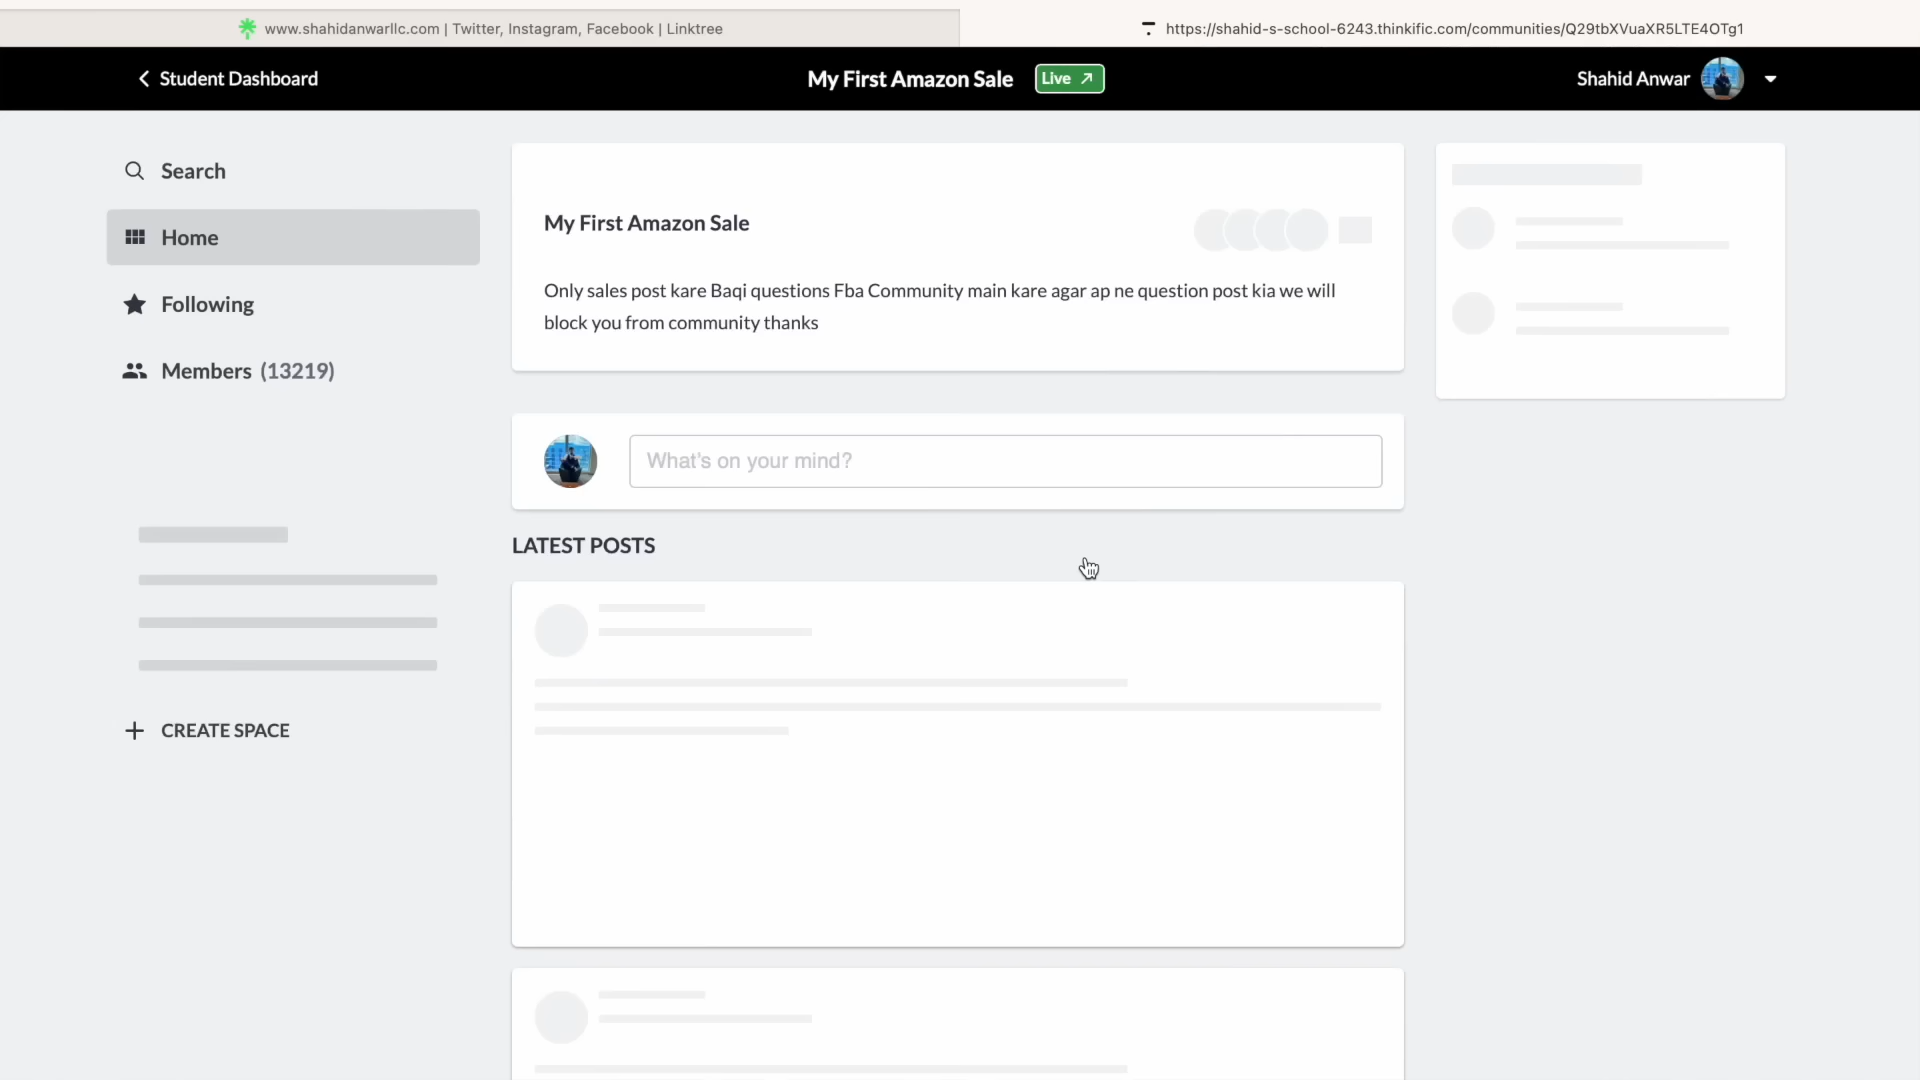 www.shahidanwarllc.com | Twitter, Instagram, Facebook | Linktree
https://shahid-s-school-6243.thinkific.com/communities/Q29tbXVuaXR5LTE4OTg1
Student Dashboard
My First Amazon Sale
Live
Shahid Anwar
Search
Home
Following
Members (13219)
CREATE SPACE
My First Amazon Sale
Only sales post kare Baqi questions Fba Community main kare agar ap ne question post kia we will
block you from community thanks
What's on your mind?
LATEST POSTS